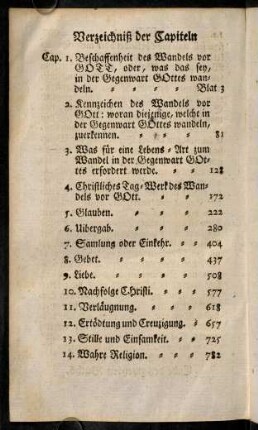 Verzeichniß der Capiteln
Cap. 1. Beschaffenheit des Wandels vor
GOTT, oder, was das sey,
in der Gegenwart GOttes wan-
deln. = = = Blat 3
2. Kennzeichen des Wandels vor
GOtt: woran diejenige, welche in
der Gegenwart GOttes wandeln,
zuerkennen. = = = 81
3. Was für eine Lebens = Art zum
Wandel in der Gegenwart GOt-
tes erfordert werde. = = 128
4. Christliches Tag=Werk des Wan-
dels vor GOtt. = = 172
5. Glauben. = = = 222
6. Uibergab. = = = 280
7. Samlung oder Einkehr. = = 404
8. Gebet. = = = 437
9. Liebe. = = = 508
10. Nachfolge Christi. = = = 577
11. Verläugnung. = = = 618
12. Ertödtung und Creuzigung. = 657
13. Stille und Einsamkeit. = = 725
14. Wahre Religion. = = = 782